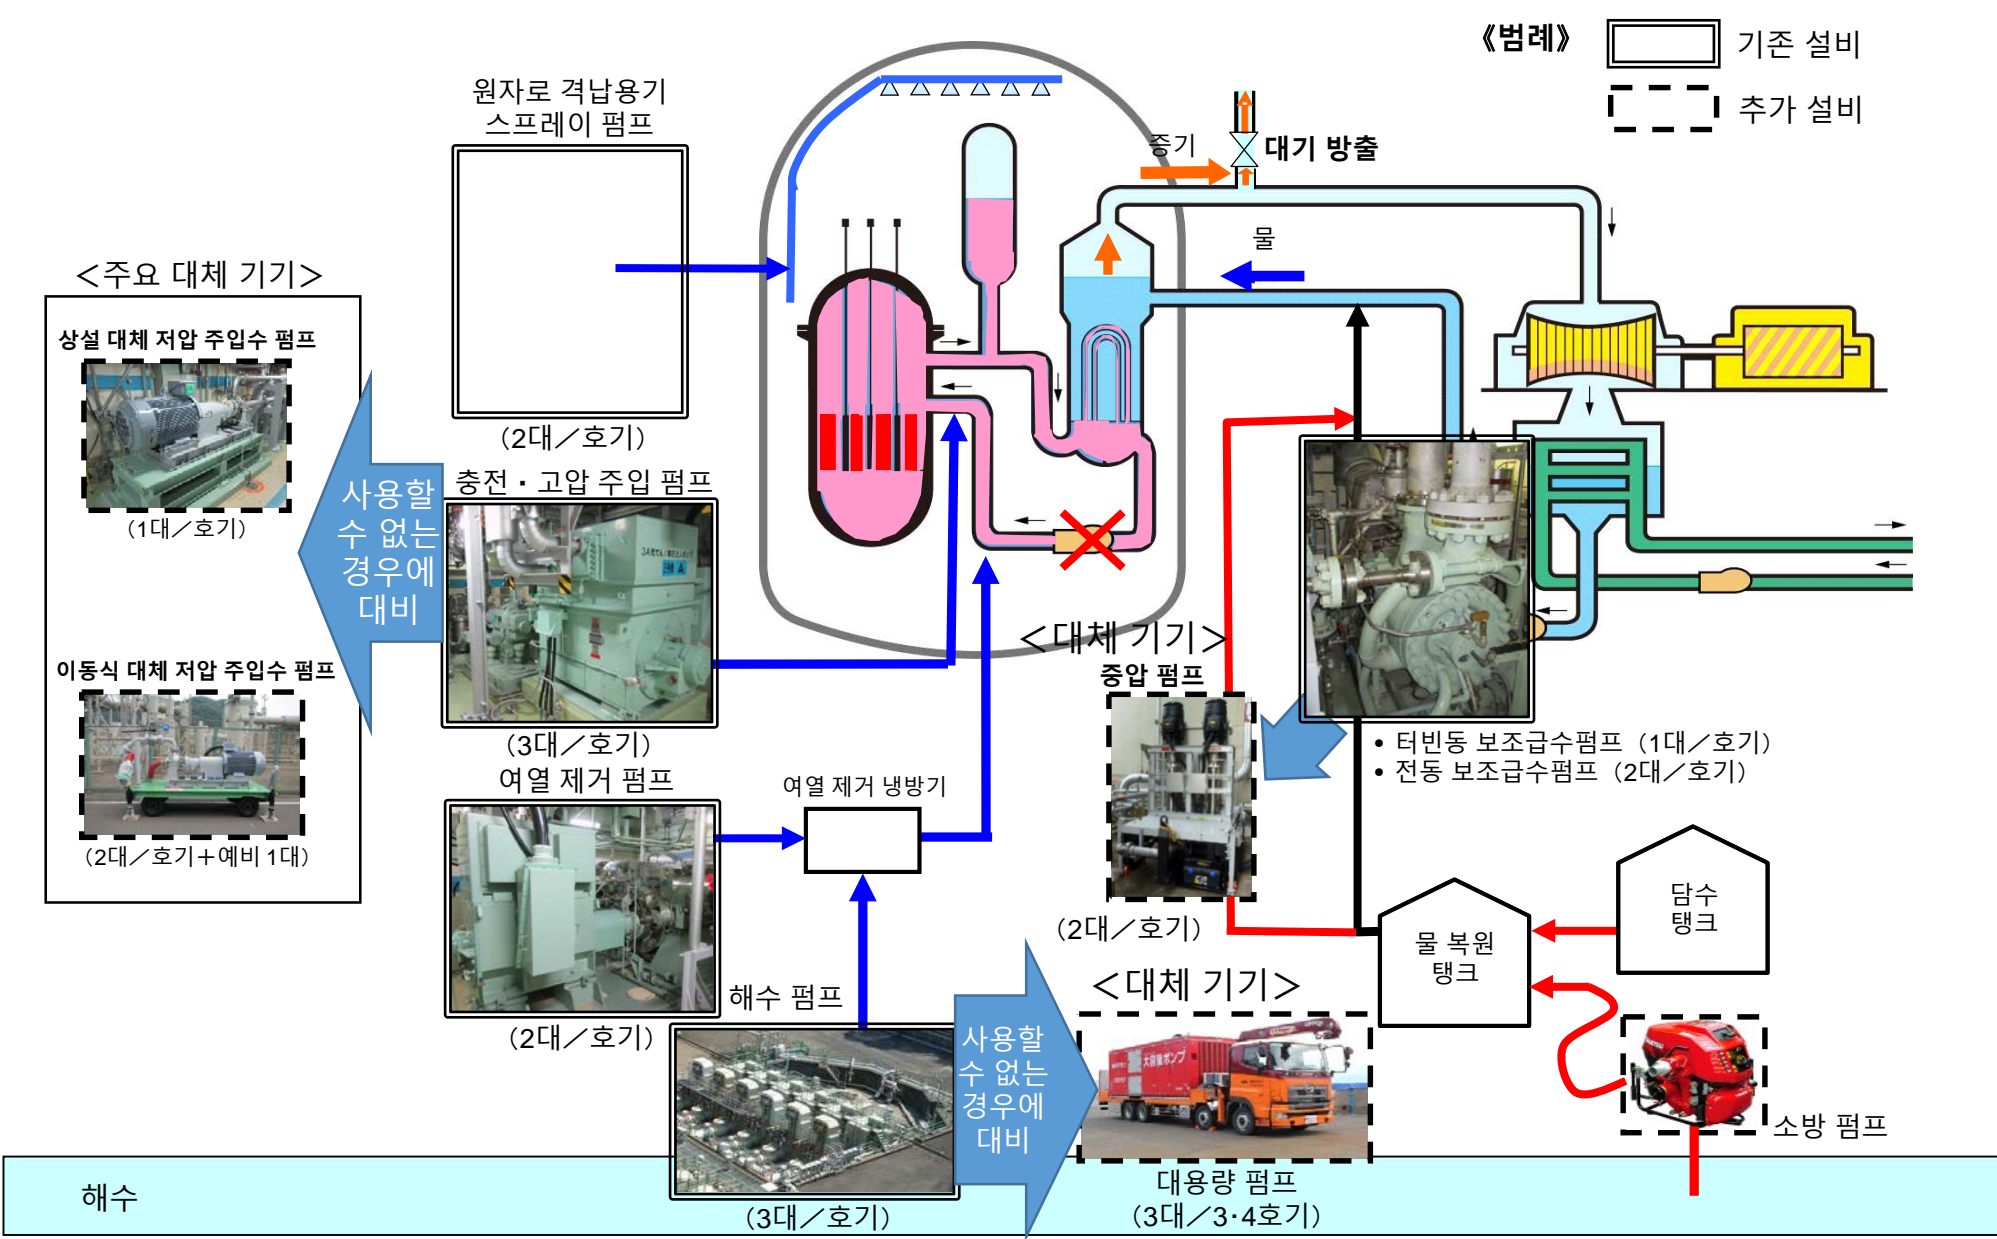 《범례》
기존 설비
추가 설비
원자로 격납용기
스프레이 펌프
(2대／호기)
증기
대기 방출
물
＜주요 대체 기기＞
상설 대체 저압 주입수 펌프
(1대／호기)
이동식 대체 저압 주입수 펌프
(2대／호기＋예비 1대)
사용할
수 없는
경우에
대비
충전・고압 주입 펌프
(3대／호기)
여열 제거 펌프
(2대／호기)
여열 제거 냉방기
해수 펌프
(3대／호기)
사용할
수 없는
경우에
대비
＜대체 기기＞
중압 펌프
(2대／호기)
• 터빈동 보조급수펌프（1대／호기）
• 전동 보조급수펌프（2대／호기）
담수
탱크
물 복원
탱크
＜대체 기기＞
大容量ポンプ
대용량 펌프
(3대／3·4호기)
소방 펌프
해수